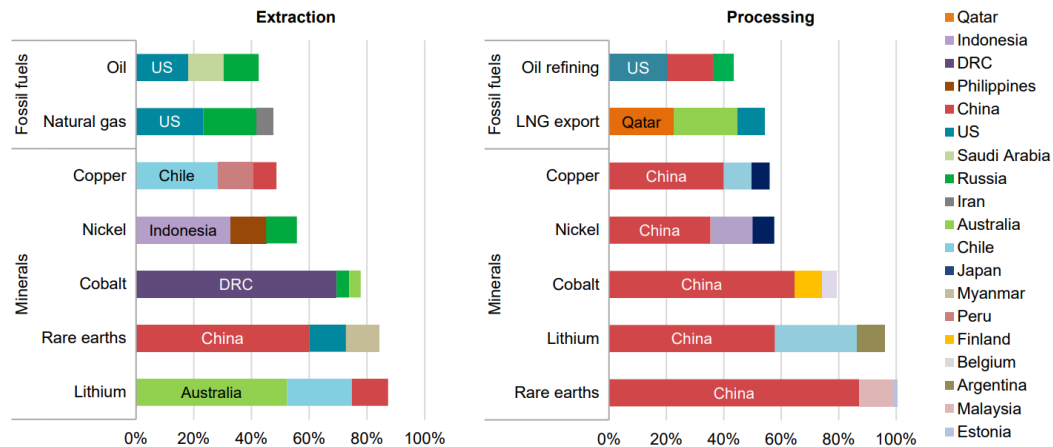 Extraction
Fossil fuels
Oil
US
Natural gas
US
Minerals
Copper
Chile
Nickel
Indonesia
Cobalt
DRC
Rare earths
China
Lithium
Australia
0% 20% 40% 60% 80% 100%
Processing
Fossil fuels
Oil refining
US
LNG export
Qatar
Minerals
Copper
China
Nickel
China
Cobalt
China
Lithium
China
Rare earths
China
0% 20% 40% 60% 80% 100%
Qatar
Indonesia
DRC
Philippines
China
US
Saudi Arabia
Russia
Iran
Australia
Chile
Japan
Myanmar
Peru
Finland
Belgium
Argentina
Malaysia
Estonia